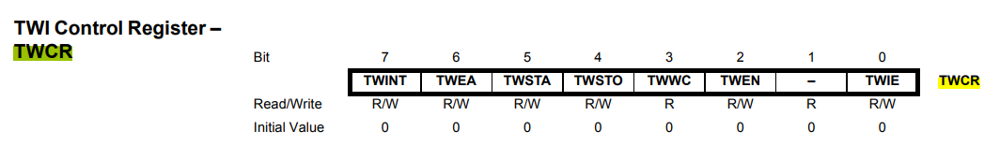 TWI Control Register –
TWCR
Bit 7 6 5 4 3 2 1 0
TWINT TWEA TWSTA TWSTO TWWC TWEN – TWIE TWCR
Read/Write R/W R/W R/W R/W R R/W R R/W
Initial Value 0 0 0 0 0 0 0 0